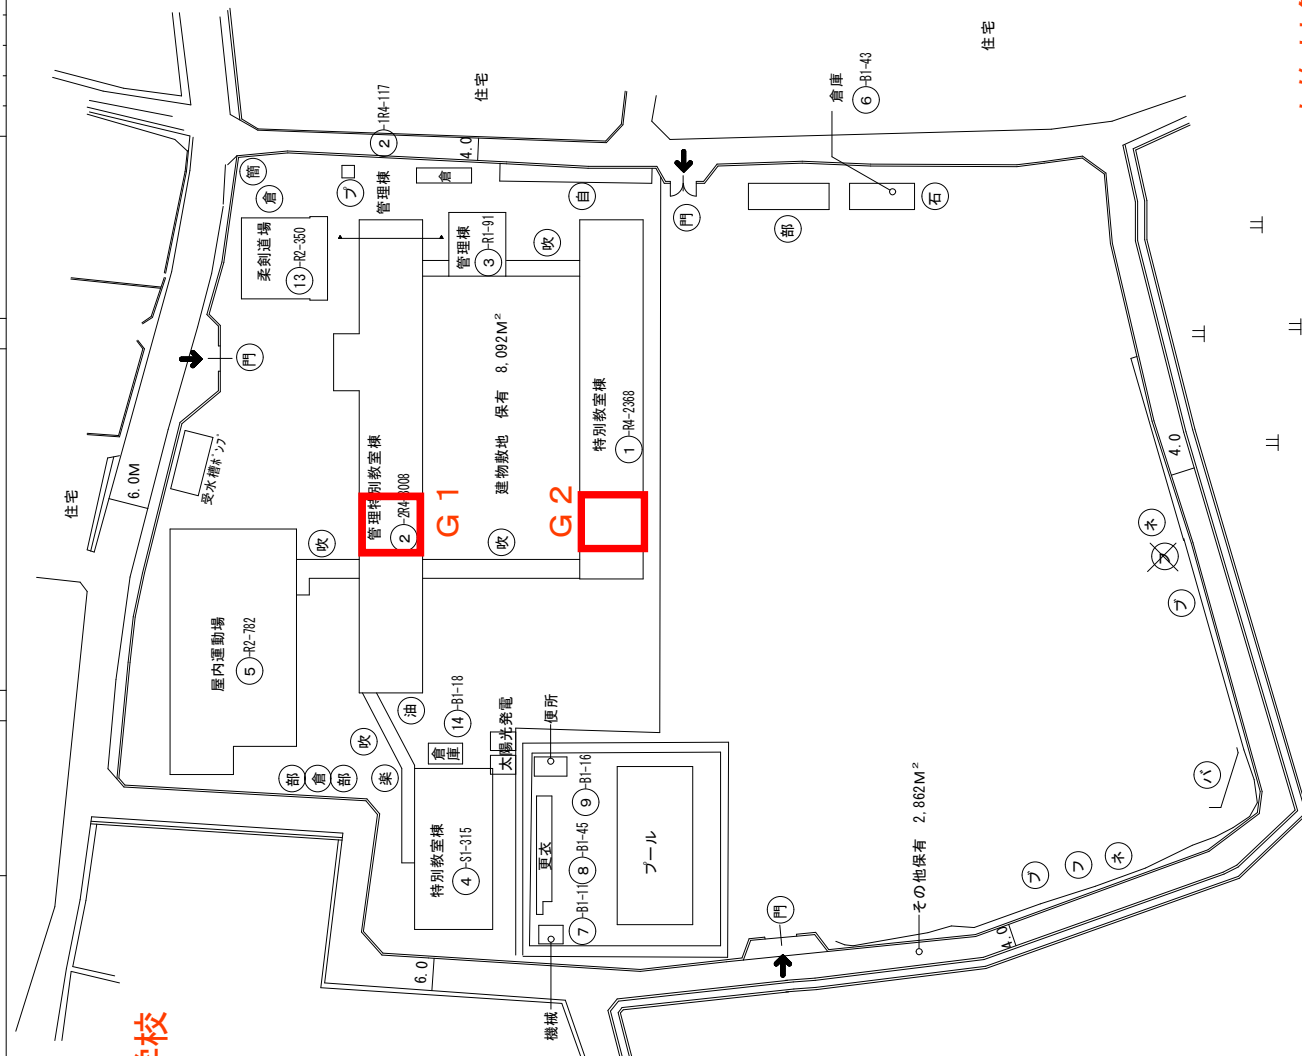 住宅
住宅
住宅
倉庫
6-B1-43
2-1R4-117
4.0
簡
倉
プ
管理棟
倉
柔剣道場
13-R2-350
管理棟
3-R1-91
吹
自
門
部
石
門
6.0M
受水槽ﾎﾟﾝﾌﾟ
管理特別教室棟
2-2R4-3008
G1
建物敷地 保有 8,092M²
特別教室棟
1-R4-2368
G2
吹
吹
4.0
ネ
フ
ブ
屋内運動場
5-R2-782
油
14-B1-18
倉庫
吹
太陽光発電
便所
部
倉
部
楽
特別教室棟
4-S1-315
更衣
7-B1-11
8-B1-45
9-B1-16
プール
機械
6.0
門
その他保有 2,862M²
4.0
ブ
フ
ネ
バ
校